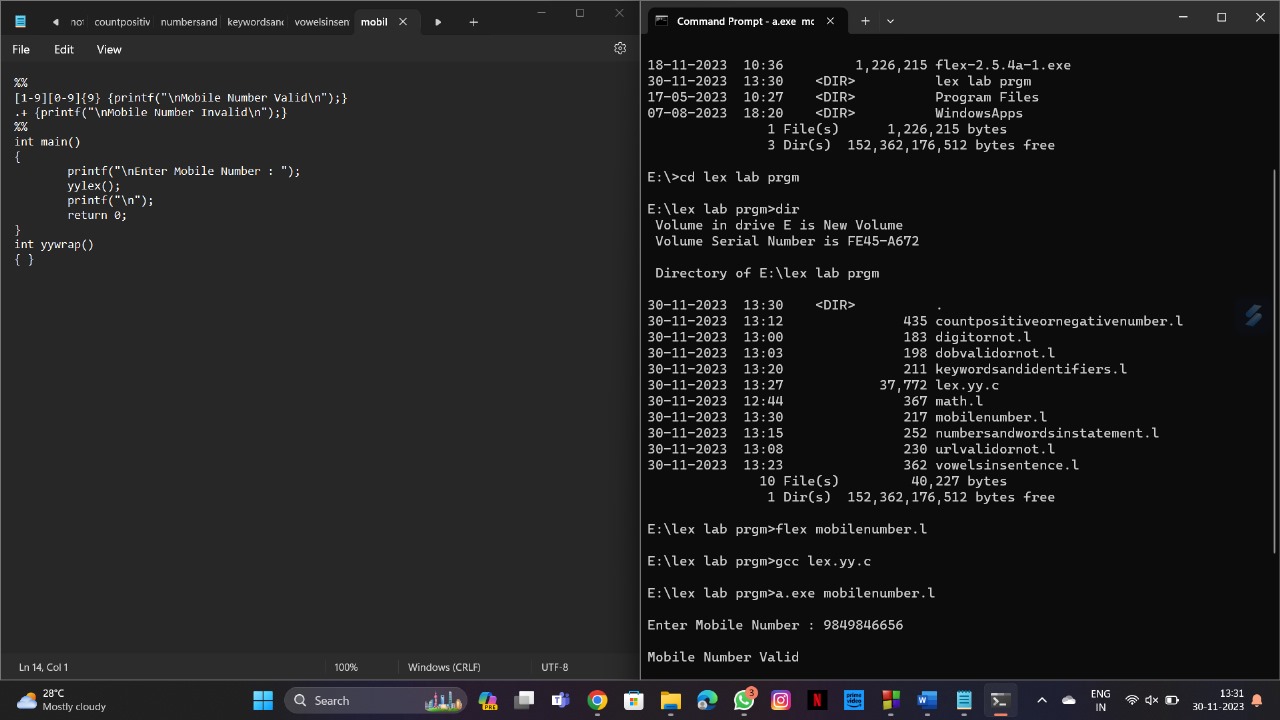 not
countpositiv
numbersand
keywordsand
vowelsinsen
mobil
File Edit View
%%
[1-9][0-9]{9} {printf("\nMobile Number Valid\n");}
.+ {printf("\nMobile Number Invalid\n");}
%%
int main()
{
printf("\nEnter Mobile Number : ");
yylex();
printf("\n");
return 0;
}
int yywrap()
{ }
Ln 14, Col 1 100% Windows (CRLF) UTF-8
Command Prompt - a.exe mc
18-11-2023 10:36 1,226,215 flex-2.5.4a-1.exe
30-11-2023 13:30 <DIR> lex lab prgm
17-05-2023 10:27 <DIR> Program Files
07-08-2023 18:20 <DIR> WindowsApps
1 File(s) 1,226,215 bytes
3 Dir(s) 152,362,176,512 bytes free
E:\>cd lex lab prgm
E:\lex lab prgm>dir
Volume in drive E is New Volume
Volume Serial Number is FE45-A672
Directory of E:\lex lab prgm
30-11-2023 13:30 <DIR> .
30-11-2023 13:12 435 countpositiveornegativenumber.l
30-11-2023 13:00 183 digitornot.l
30-11-2023 13:03 198 dobvalidornot.l
30-11-2023 13:20 211 keywordsandidentifiers.l
30-11-2023 13:27 37,772 lex.yy.c
30-11-2023 12:44 367 math.l
30-11-2023 13:30 217 mobilenumber.l
30-11-2023 13:15 252 numbersandwordsinstatement.l
30-11-2023 13:08 230 urlvalidornot.l
30-11-2023 13:23 362 vowelsinsentence.l
10 File(s) 40,227 bytes
1 Dir(s) 152,362,176,512 bytes free
E:\lex lab prgm>flex mobilenumber.l
E:\lex lab prgm>gcc lex.yy.c
E:\lex lab prgm>a.exe mobilenumber.l
Enter Mobile Number : 9849846656
Mobile Number Valid
28°C
Mostly cloudy
Search
PRE
3
N
prime video
W
ENG
IN
13:31
30-11-2023